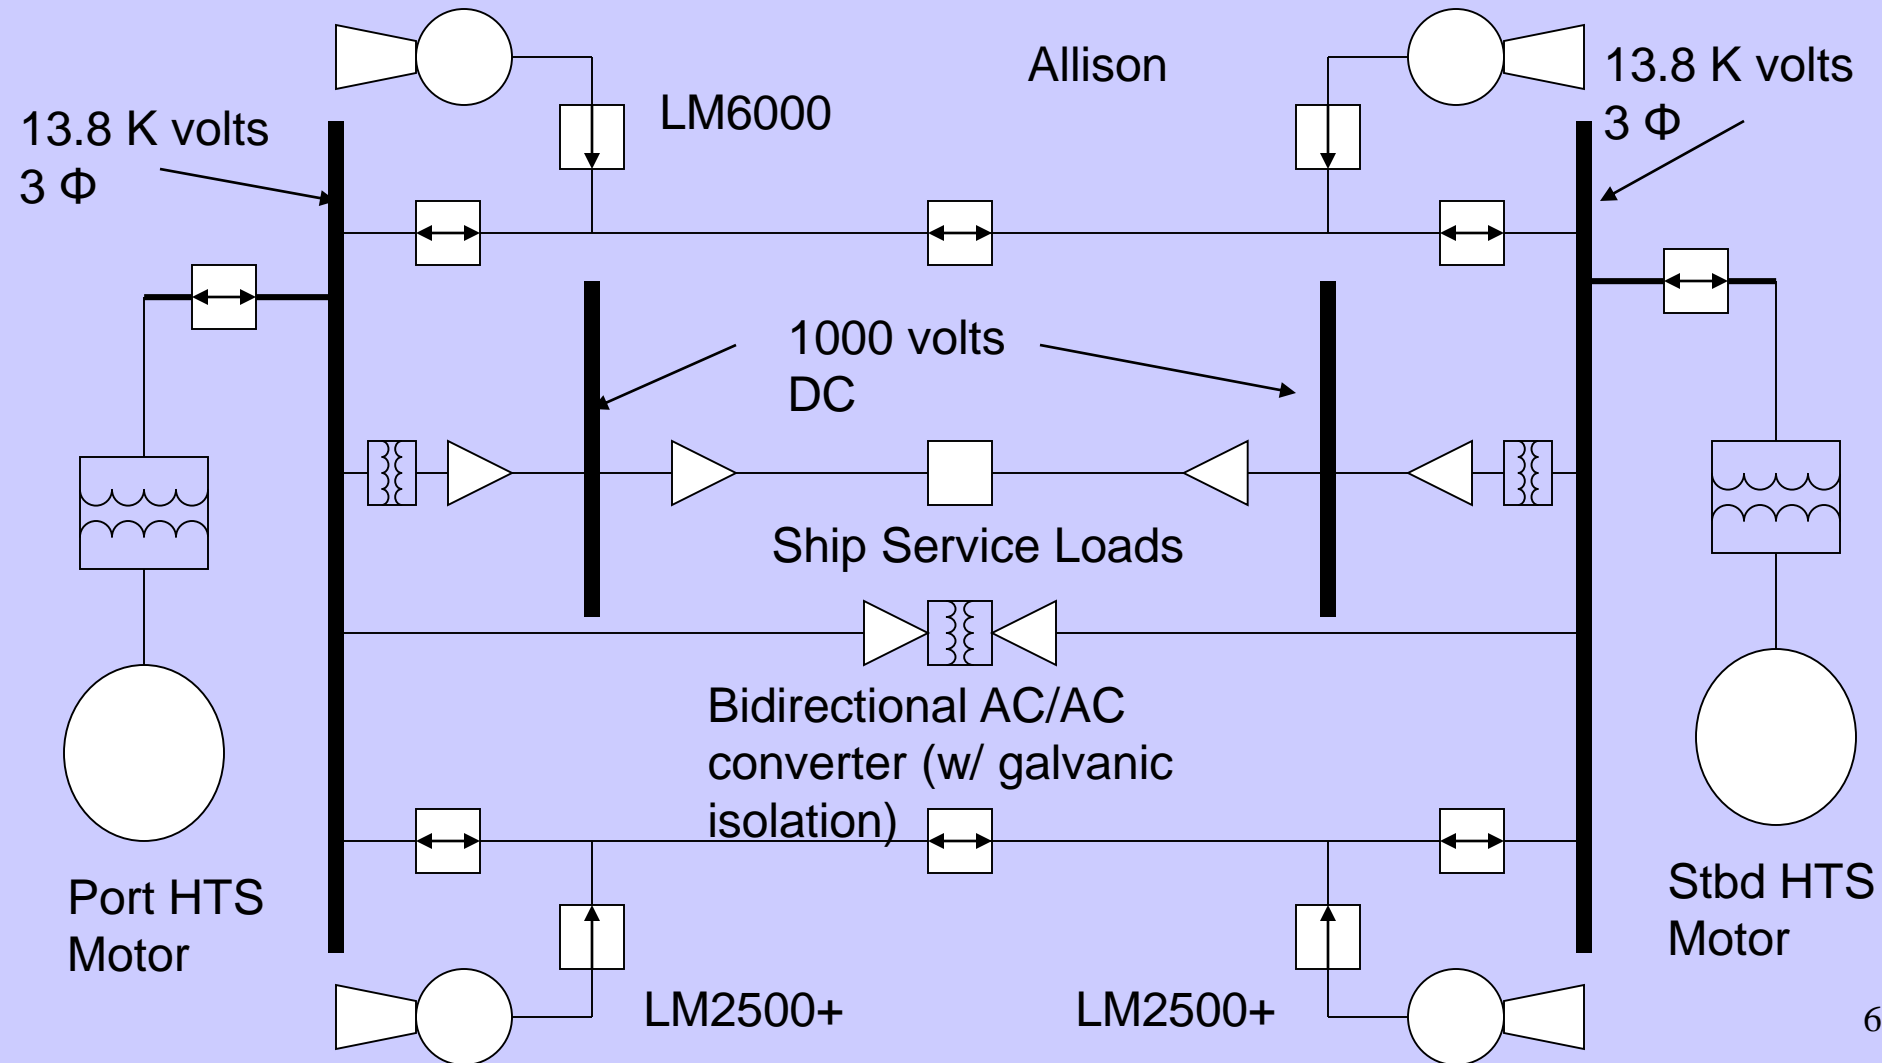 Allison
13.8 K volts
3 Φ
LM6000
13.8 K volts
3 Φ
1000 volts
DC
Ship Service Loads
Bidirectional AC/AC
converter (w/ galvanic
isolation)
Port HTS
Motor
Stbd HTS
Motor
LM2500+
LM2500+
6